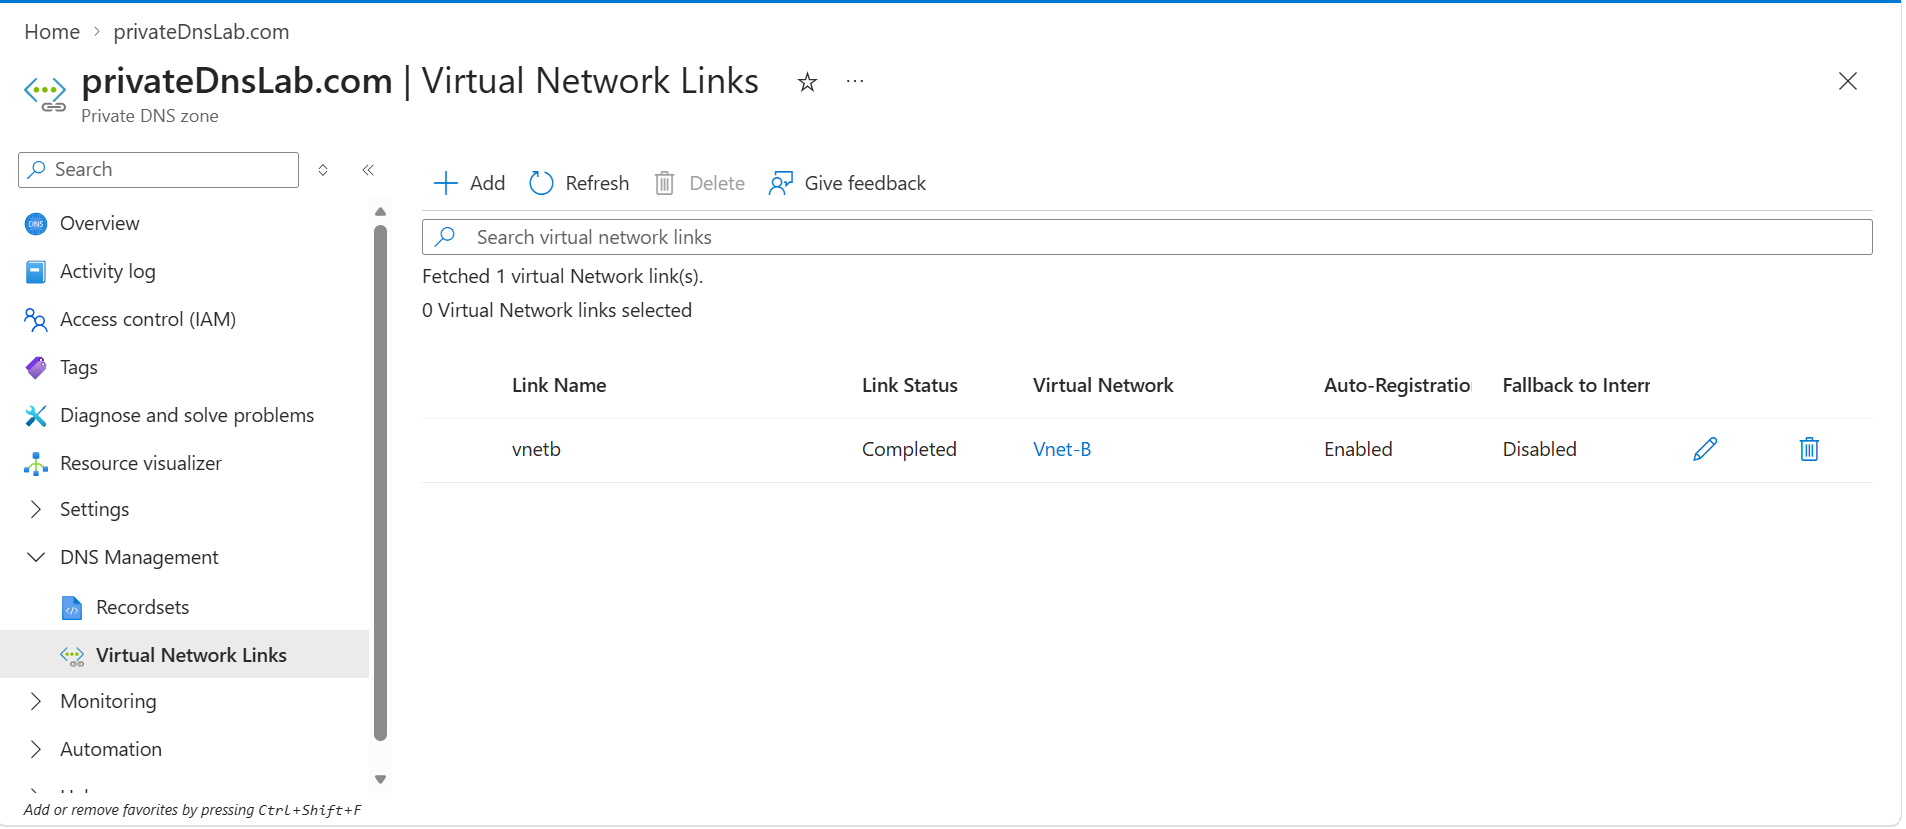 Home > privateDnsLab.com
privateDnsLab.com | Virtual Network Links
Private DNS zone
Search
Overview
Activity log
Access control (IAM)
Tags
Diagnose and solve problems
Resource visualizer
Settings
DNS Management
Recordsets
Virtual Network Links
Monitoring
Automation
Add or remove favorites by pressing Ctrl+Shift+F
Add Refresh Delete Give feedback
Search virtual network links
Fetched 1 virtual Network link(s).
0 Virtual Network links selected
Link Name Link Status Virtual Network Auto-Registratio Fallback to Interr
vnetb Completed Vnet-B Enabled Disabled